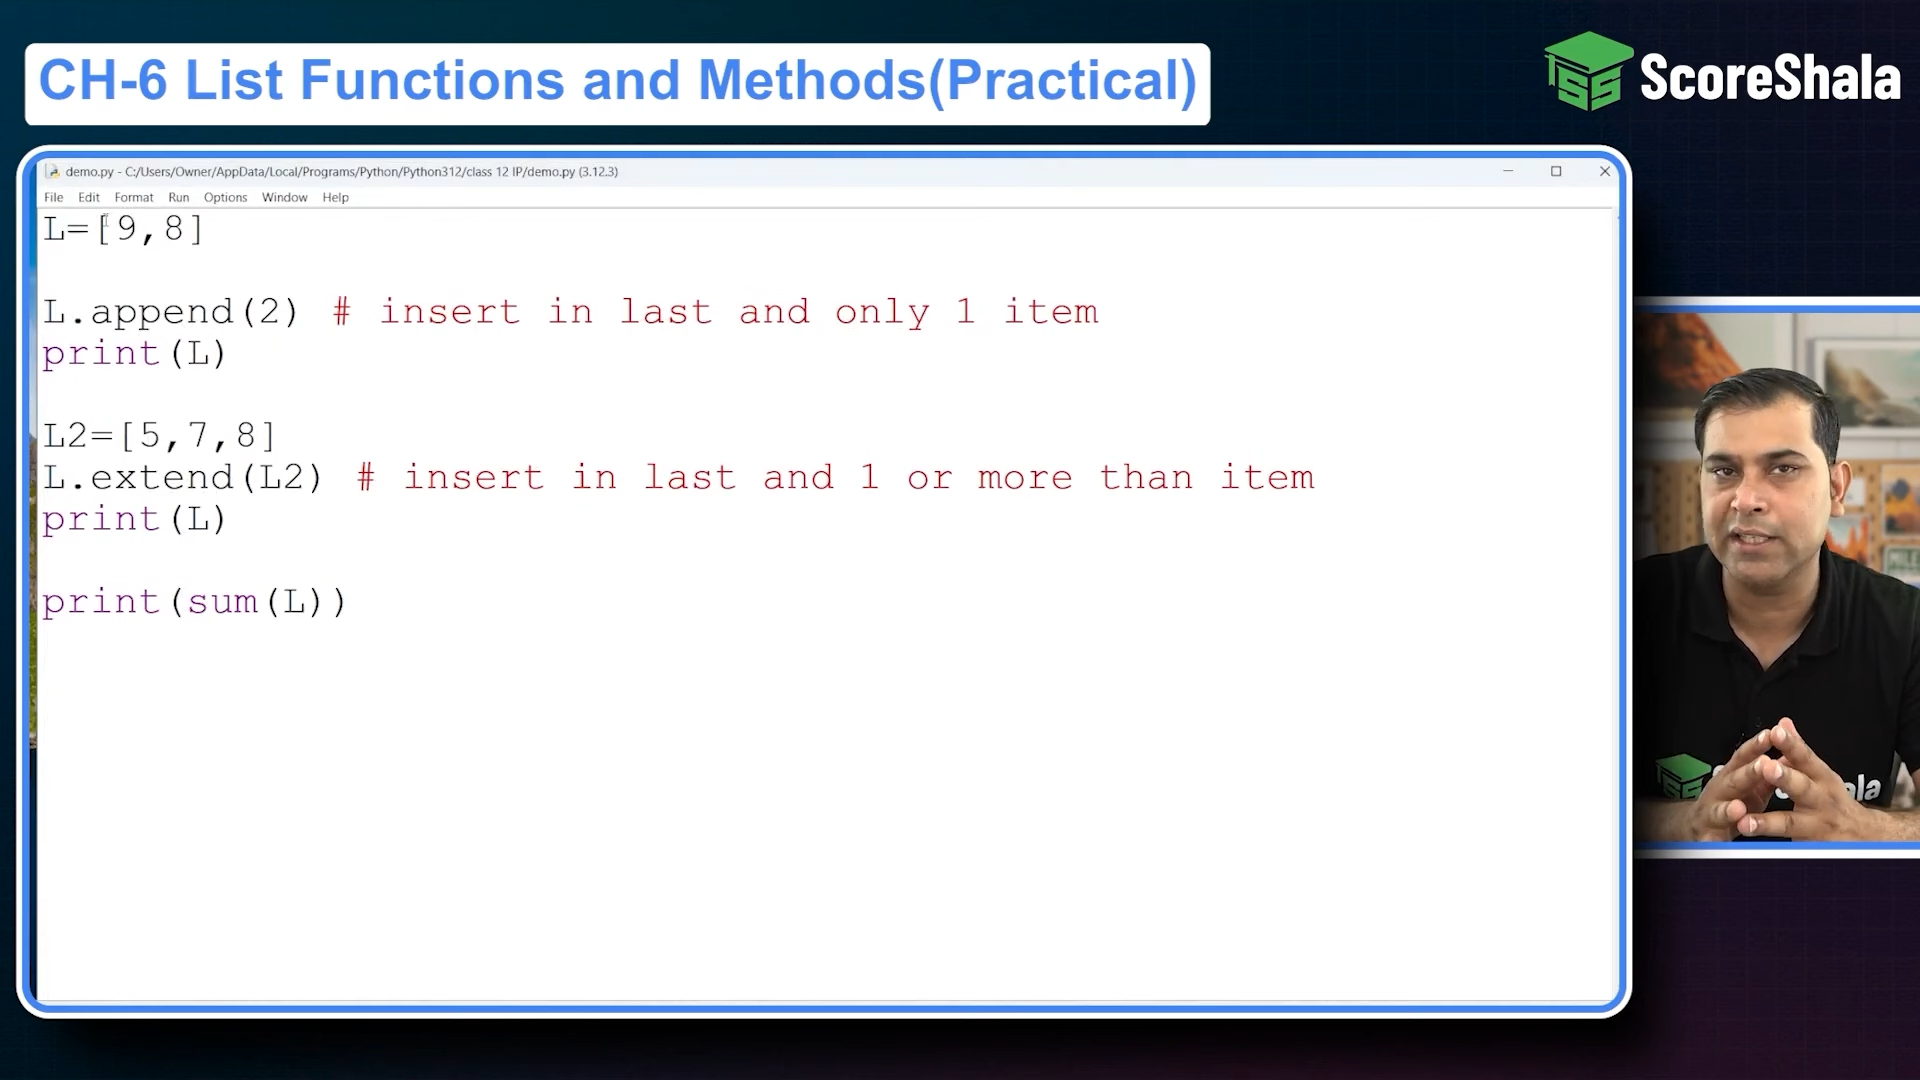 CH-6 List Functions and Methods(Practical)
ScoreShala
demo.py - C:/Users/Owner/AppData/Local/Programs/Python/Python312/class 12 IP/demo.py (3.12.3)
File Edit Format Run Options Window Help
L=[9,8]
L.append(2) # insert in last and only 1 item
print(L)
L2=[5,7,8]
L.extend(L2) # insert in last and 1 or more than item
print(L)
print(sum(L))